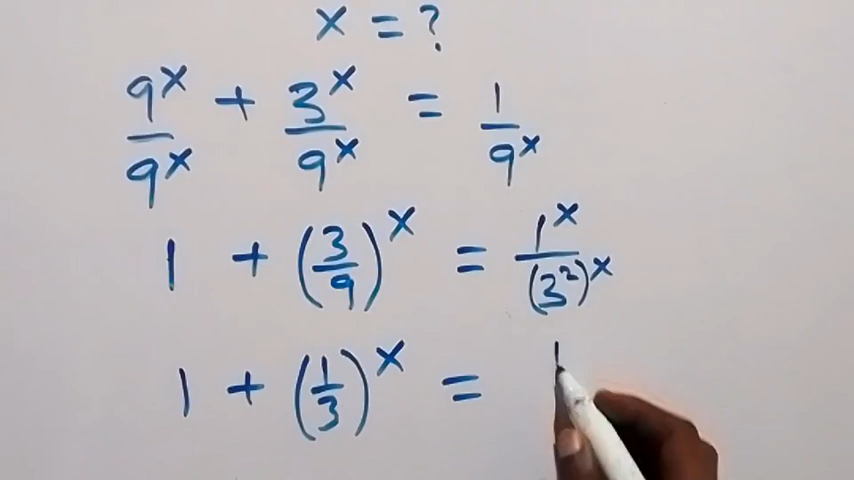 x = ?
9^x/9^x + 3^x/9^x = 1/9^x
1 + (3/9)^x = 1^x/(3^2)^x
1 + (1/3)^x = 1